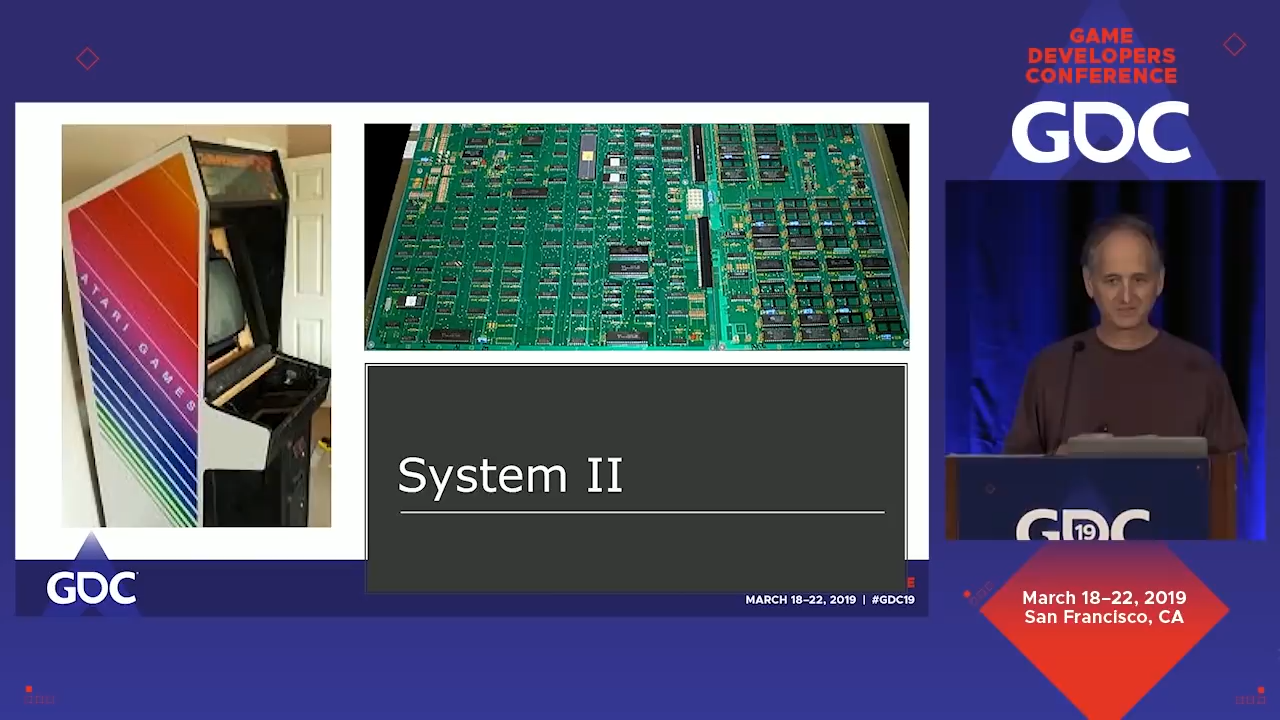 GAME
DEVELOPERS
CONFERENCE
GDC
ATARI GAMES
System II
GDC
E
MARCH 18–22, 2019 | #GDC19
GDC
19
March 18–22, 2019
San Francisco, CA